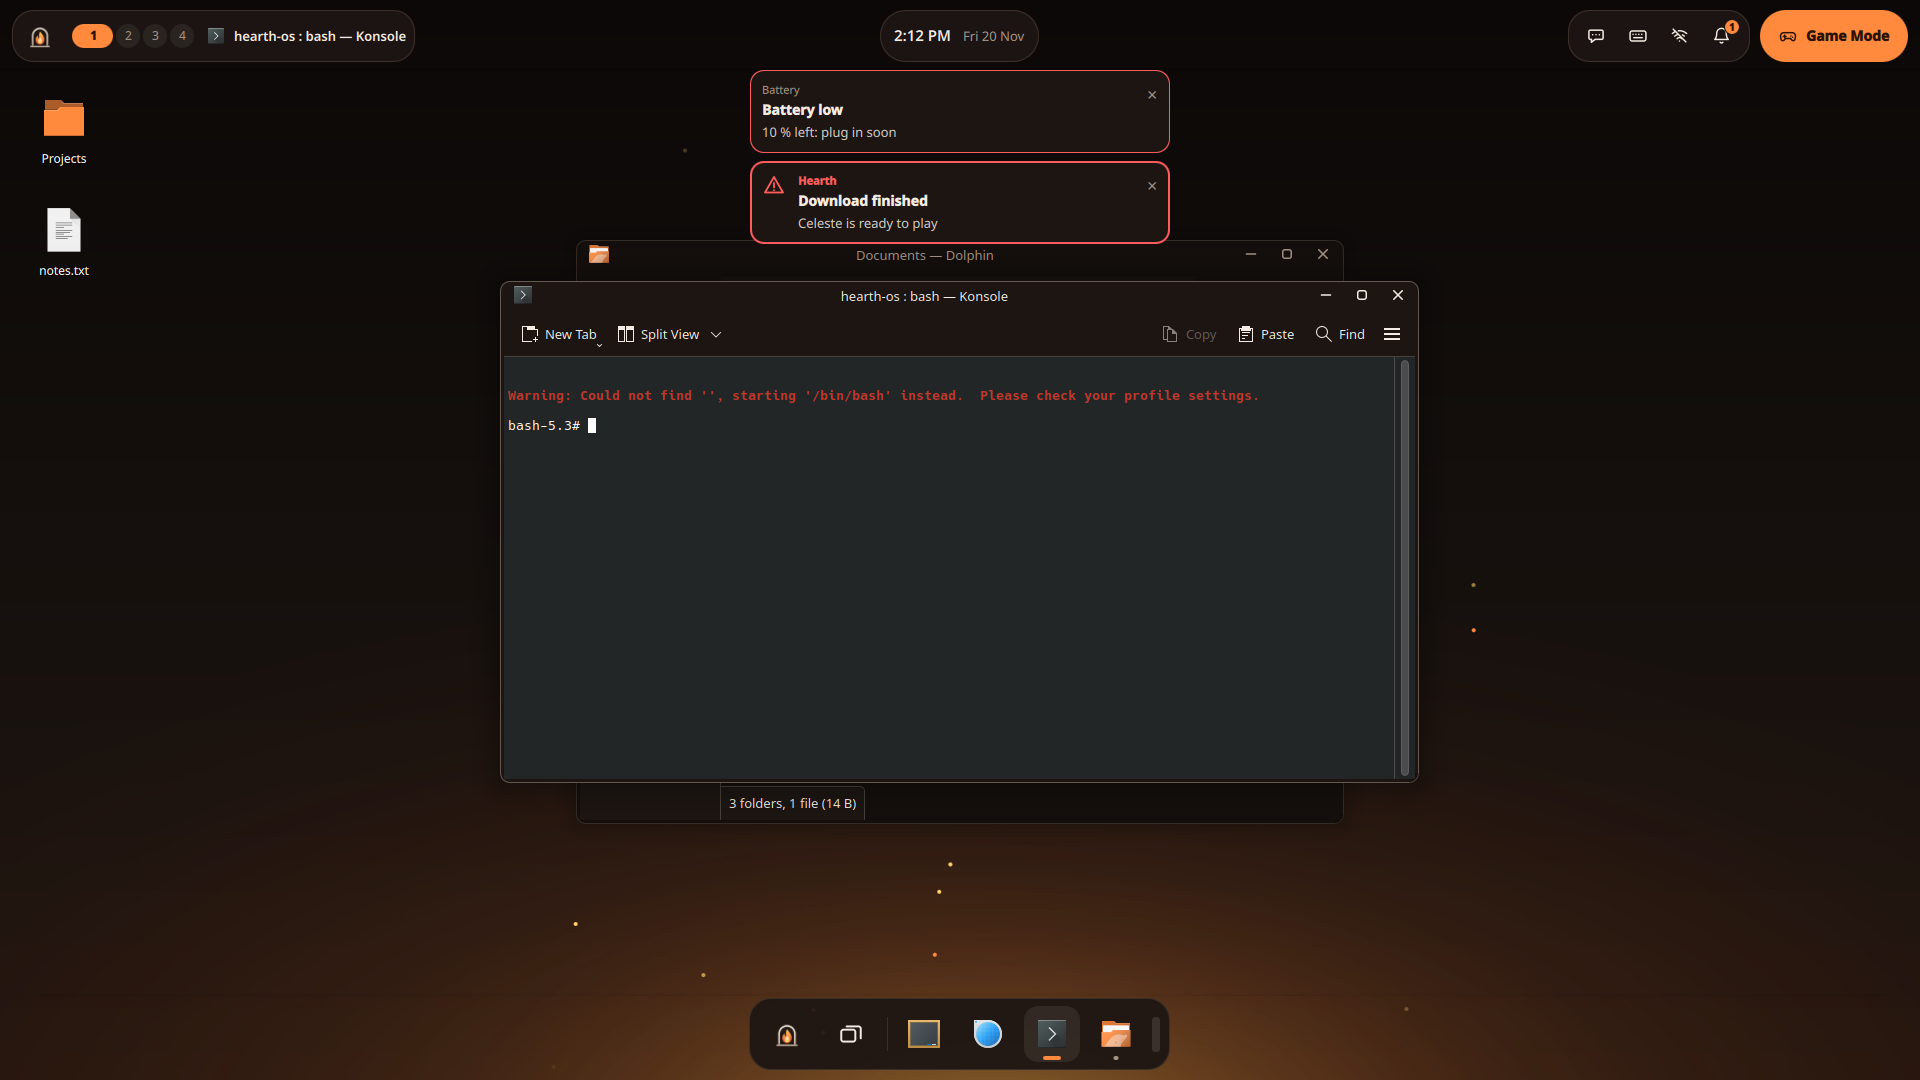 1 2 3 4 hearth-os : bash — Konsole
2:12 PM Fri 20 Nov
1
Game Mode
Projects
notes.txt
Battery
Battery low
10 % left: plug in soon
Hearth
Download finished
Celeste is ready to play
Documents — Dolphin
hearth-os : bash — Konsole
New Tab Split View Copy Paste Find
Warning: Could not find '', starting '/bin/bash' instead.  Please check your profile settings.
bash-5.3#
3 folders, 1 file (14 B)